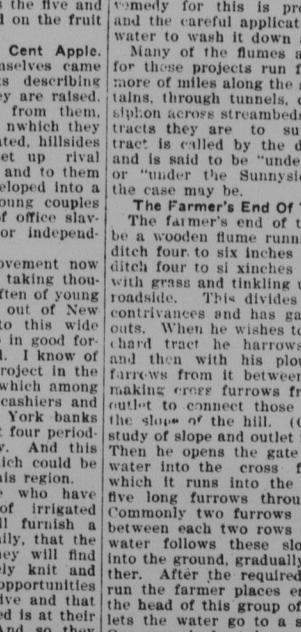 s the five and
d on the fruit
Cent Apple.
nselves came
ts describing
ey are raised.
from them,
nwhich they
ated, hillsides
et up rival
and to them
eloped into a
oung couples
of office slav-
or independ-
ovement now
taking thou-
ften of young
out of New
to this wide
in good for-
l. I know of
project in the
which among
cashiers and
York banks
four period-
y. And this
ich could be
is region.
e who have
of irrigated
ll furnish a
ily, that the
ney will find
ely knit and
opportunities
ive and that
ed is at their
And so they
remedy for this is pr
and the careful applicat
water to wash it down
Many of the flumes a
for these projects run f
more of miles along the
tains, through tunnels,
siphon across streambeds
tracts they are to su
tract is called by the d
and is said to be "unde
or "under the Sunnysid
the case may be.
The Farmer's End Of
The farmer's end of t
be a wooden flume runn
ditch four to six inches
ditch four to si xinches
with grass and tinkling
roadside. This divides
contrivances and has ga
outs. When he wishes to
chard tract he harrows
and then with his plou
furrows from it between
making cross furrows fr
outlet to connect those
the slope of the hill. (C
study of slope and outlet
Then he opens the gate
water into the cross f
which it runs into the
five long furrows throu
Commonly two furrows
between each two rows
water follows these slo
into the ground, gradually
ther. After the required
run the farmer places e
the head of this group of
lets the water go to a s